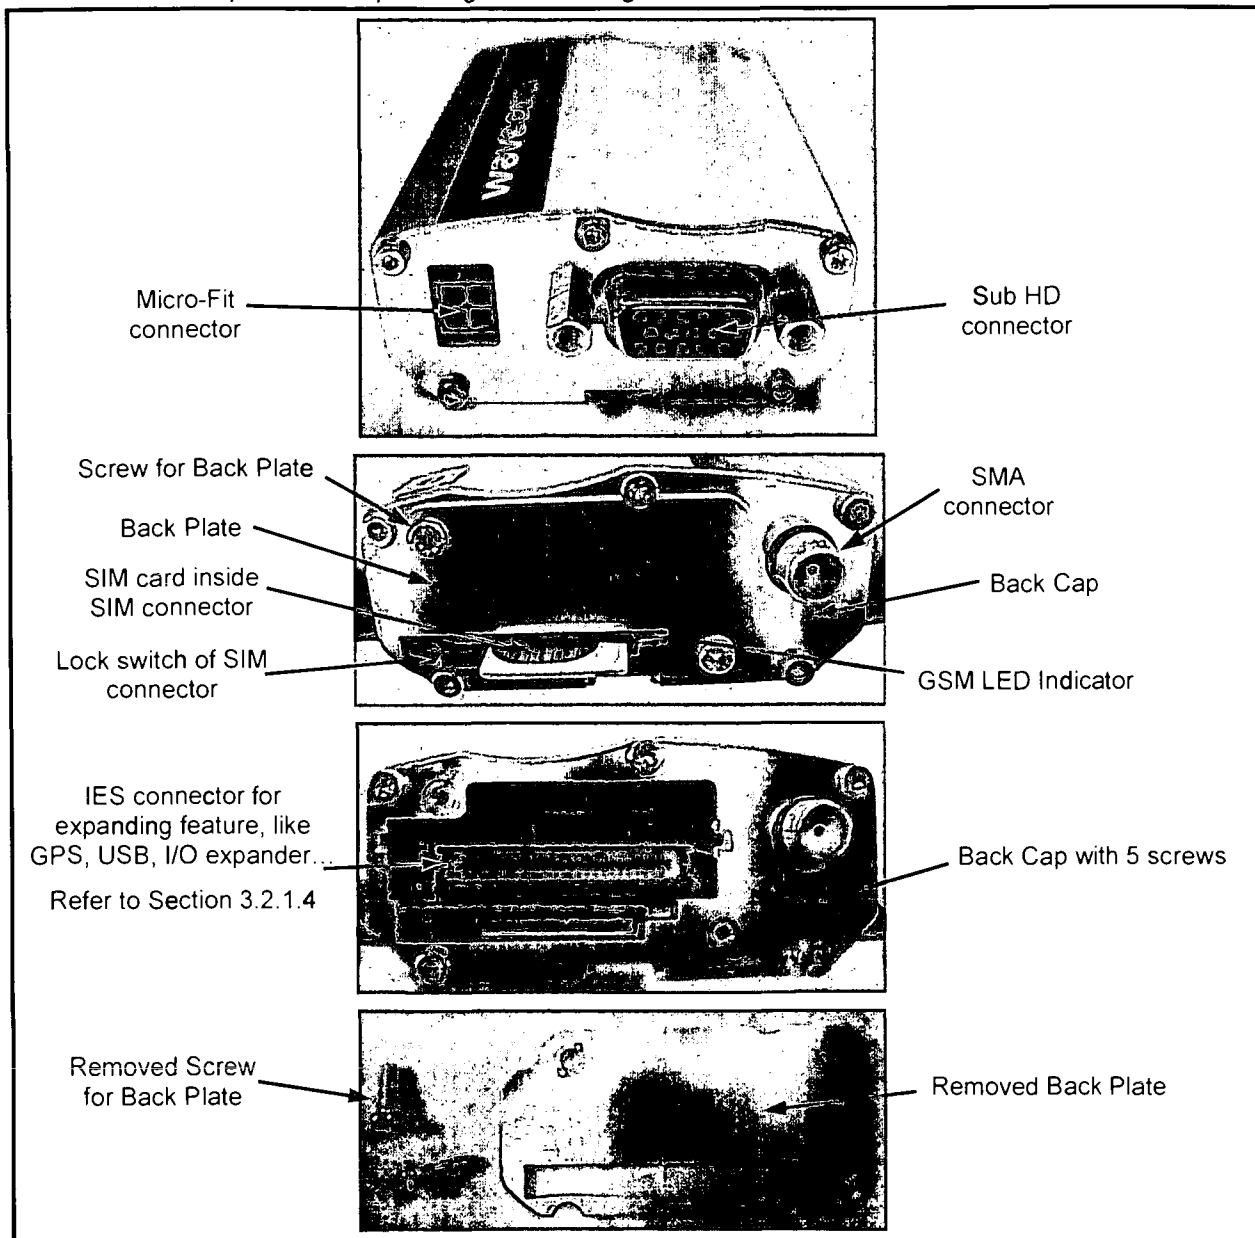 wavecom
Micro-Fit
connector
Sub HD
connector
Screw for Back Plate
Back Plate
SIM card inside
SIM connector
Lock switch of SIM
connector
SMA
connector
Back Cap
GSM LED Indicator
IES connector for
expanding feature, like
GPS, USB, I/O expander...
Refer to Section 3.2.1.4
Back Cap with 5 screws
Removed Screw
for Back Plate
Removed Back Plate